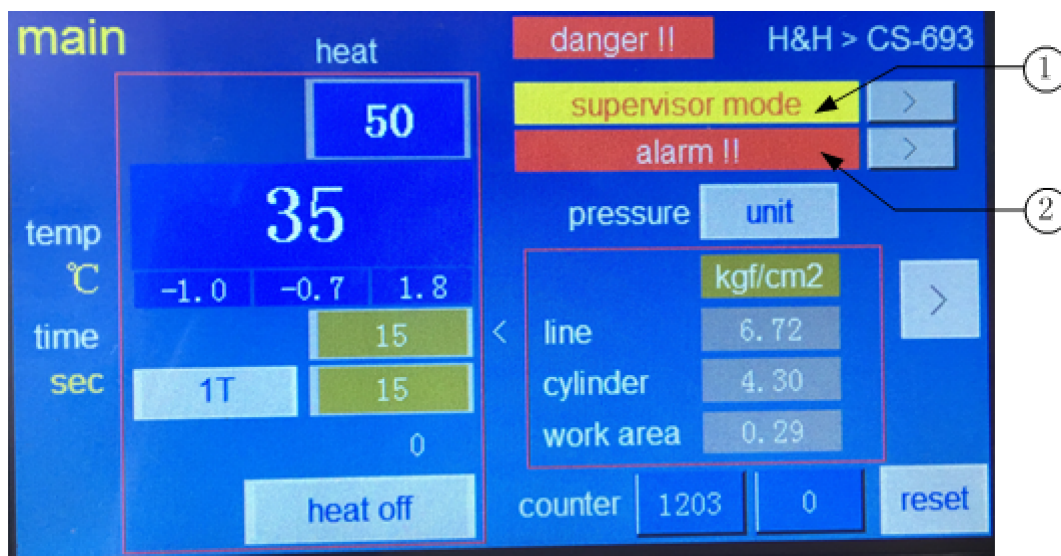 main
heat
danger !!
H&H > CS-693
50
supervisor mode >
①
alarm !! >
②
35
temp
℃
-1.0 -0.7 1.8
pressure unit
kgf/cm2
>
time 15 <
line 6.72
sec 1T 15
cylinder 4.30
0
work area 0.29
heat off
counter 1203 0 reset